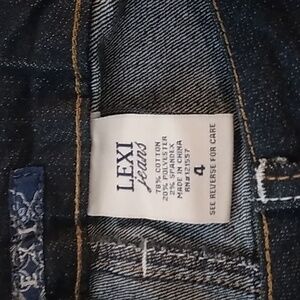 LEXI
jeans
78% COTTON
20% POLYESTER
2% SPANDEX
MADE IN CHINA
RN#121557
4
SEE REVERSE FOR CARE